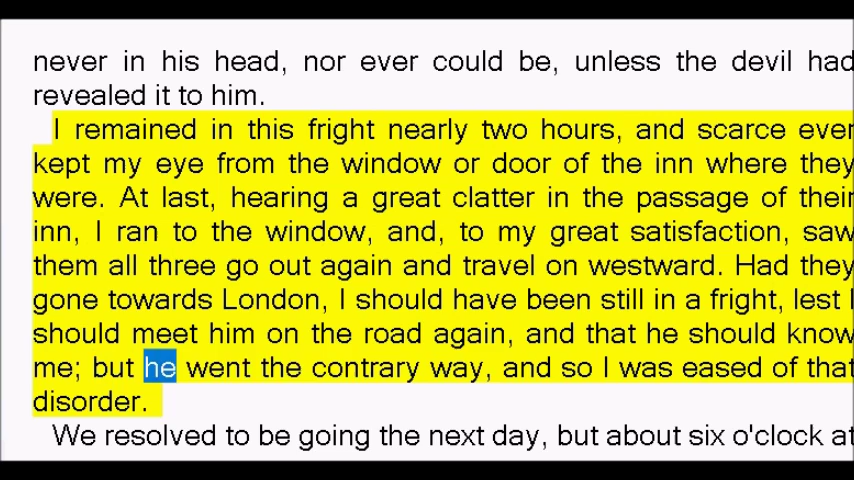 never in his head, nor ever could be, unless the devil had
revealed it to him.
I remained in this fright nearly two hours, and scarce ever
kept my eye from the window or door of the inn where they
were. At last, hearing a great clatter in the passage of their
inn, I ran to the window, and, to my great satisfaction, saw
them all three go out again and travel on westward. Had they
gone towards London, I should have been still in a fright, lest I
should meet him on the road again, and that he should know
me; but he went the contrary way, and so I was eased of that
disorder.
We resolved to be going the next day, but about six o'clock at